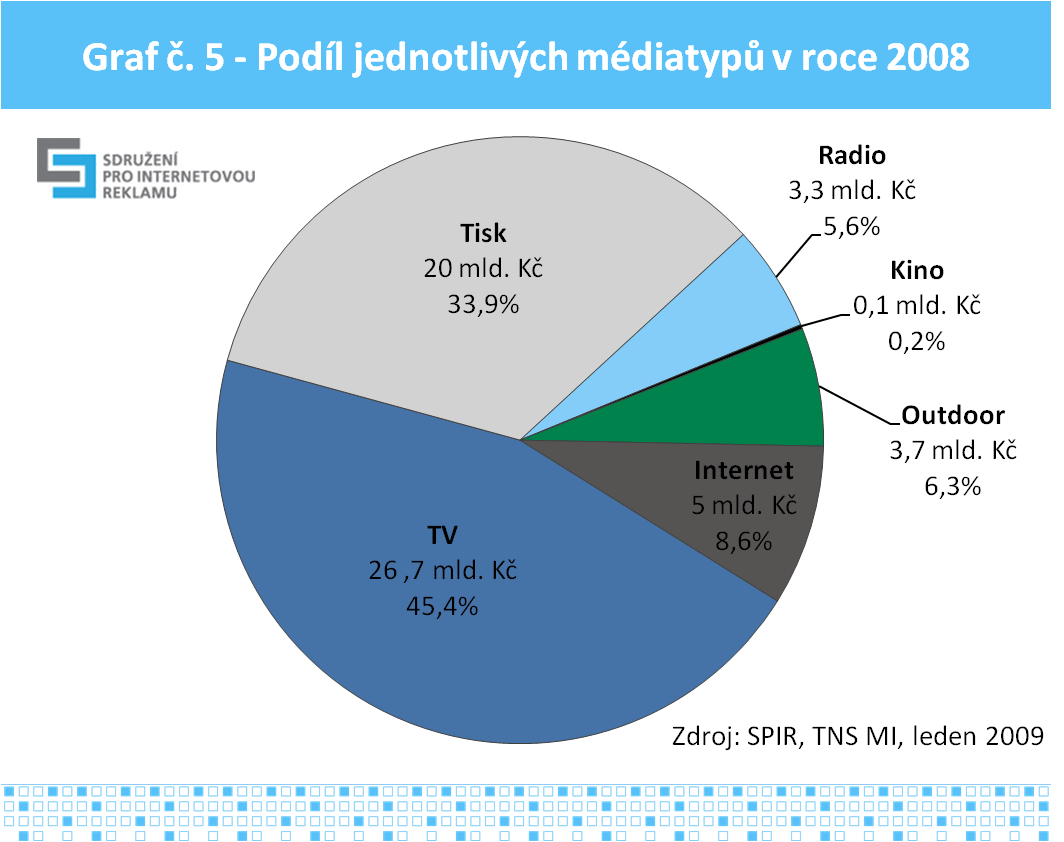 Graf č. 5 - Podíl jednotlivých médiatypů v roce 2008
SDRUŽENÍ
PRO INTERNETOVOU
REKLAMU
Radio
3,3 mld. Kč
5,6%
Tisk
20 mld. Kč
33,9%
Kino
0,1 mld. Kč
0,2%
Outdoor
3,7 mld. Kč
6,3%
Internet
5 mld. Kč
8,6%
TV
26 ,7 mld. Kč
45,4%
Zdroj: SPIR, TNS MI, leden 2009